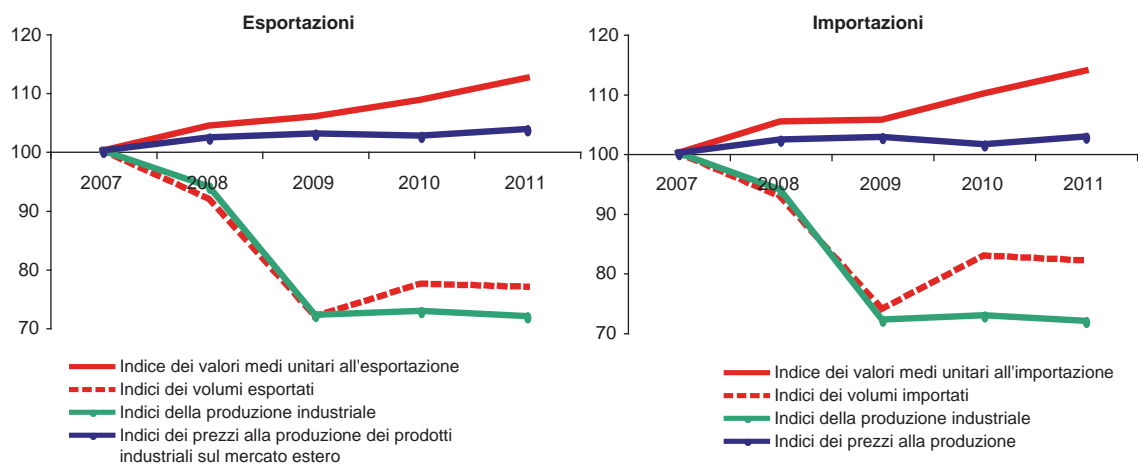 Esportazioni
120
110
100
90
80
70
2007 2008 2009 2010 2011
Indice dei valori medi unitari all'esportazione
Indici dei volumi esportati
Indici della produzione industriale
Indici dei prezzi alla produzione dei prodotti
industriali sul mercato estero
Importazioni
120
110
100
90
80
70
2007 2008 2009 2010 2011
Indice dei valori medi unitari all'importazione
Indici dei volumi importati
Indici della produzione industriale
Indici dei prezzi alla produzione